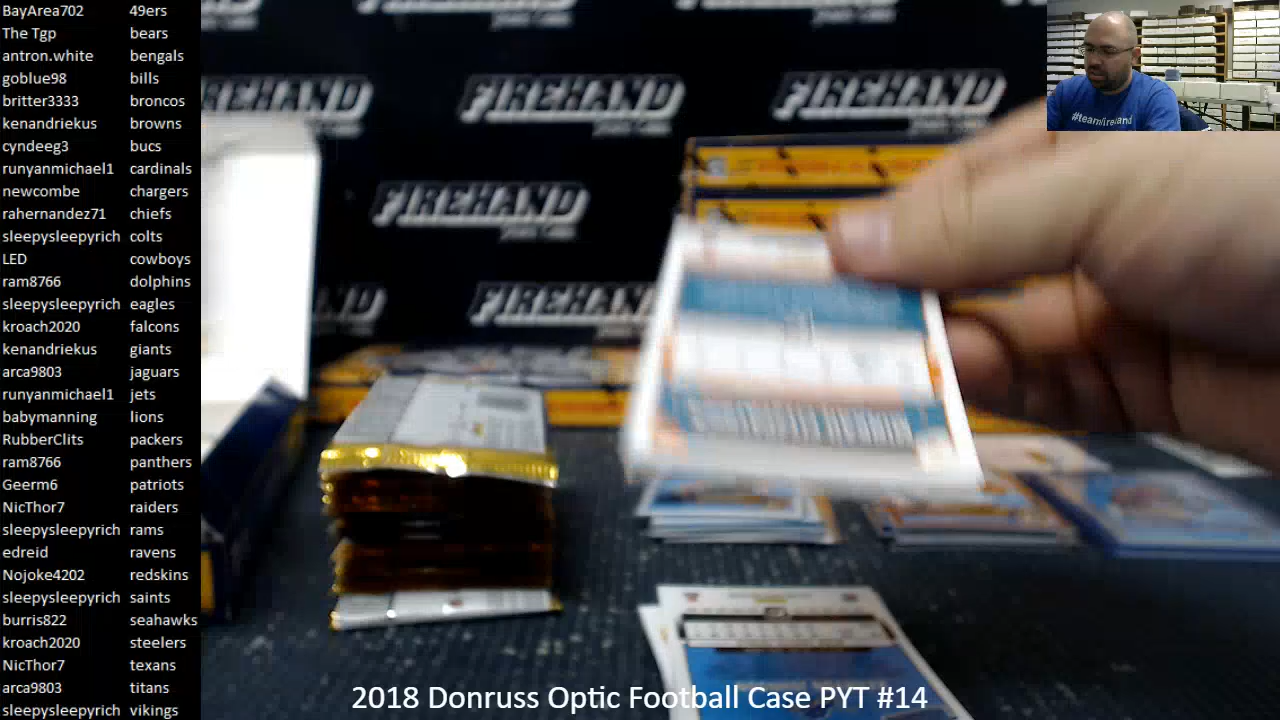 BayArea702 49ers
The Tgp bears
antron.white bengals
goblue98 bills
britter3333 broncos
kenandriekus browns
cyndeeg3 bucs
runyanmichael1 cardinals
newcombe chargers
rahernandez71 chiefs
sleepysleepyrich colts
LED cowboys
ram8766 dolphins
sleepysleepyrich eagles
kroach2020 falcons
kenandriekus giants
arca9803 jaguars
runyanmichael1 jets
babymanning lions
RubberClits packers
ram8766 panthers
Geerm6 patriots
NicThor7 raiders
sleepysleepyrich rams
edreid ravens
Nojoke4202 redskins
sleepysleepyrich saints
burris822 seahawks
kroach2020 steelers
NicThor7 texans
arca9803 titans
sleepysleepyrich vikings
FIREHAND
FIREHAND
FIREHAND
FIREHAND
FIREHAND
#teamfirehand
2018 Donruss Optic Football Case PYT #14